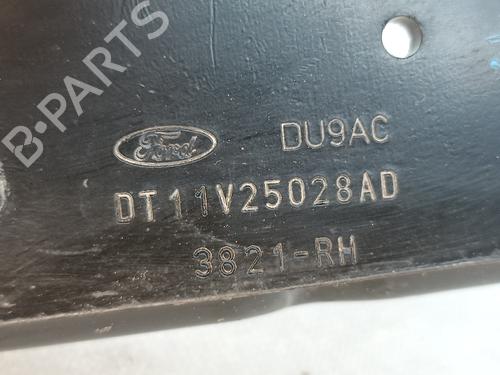 B-PARTS
Ford DU9AC
DT11V25028AD
3821-RH